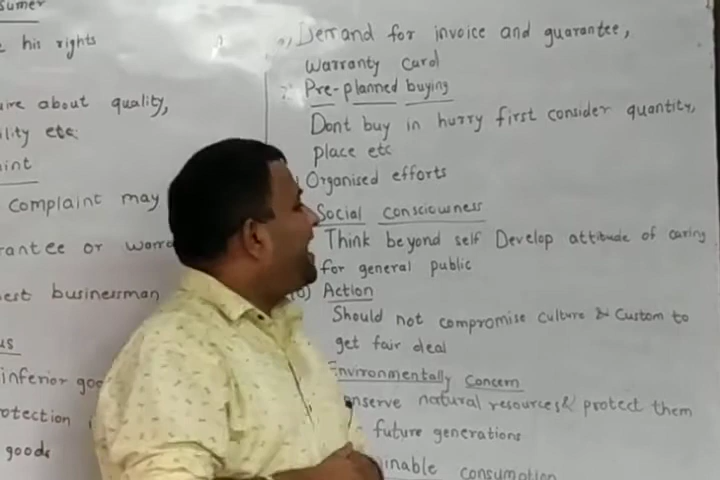 sumer
his rights
ire about quality,
ility etc
int
complaint may
rantee or warra
est businessman
us
inferior goo
otection
goods
Demand for invoice and guarantee,
warranty card
Pre-planned buying
Dont buy in hurry first consider quantity,
place etc
Organised efforts
Social consciowness
Think beyond self Develop attitude of caring
for general public
Action
Should not compromise culture & Custom to
get fair deal
Environmentally Concern
onserve natural resources & protect them
future generations
inable consumption